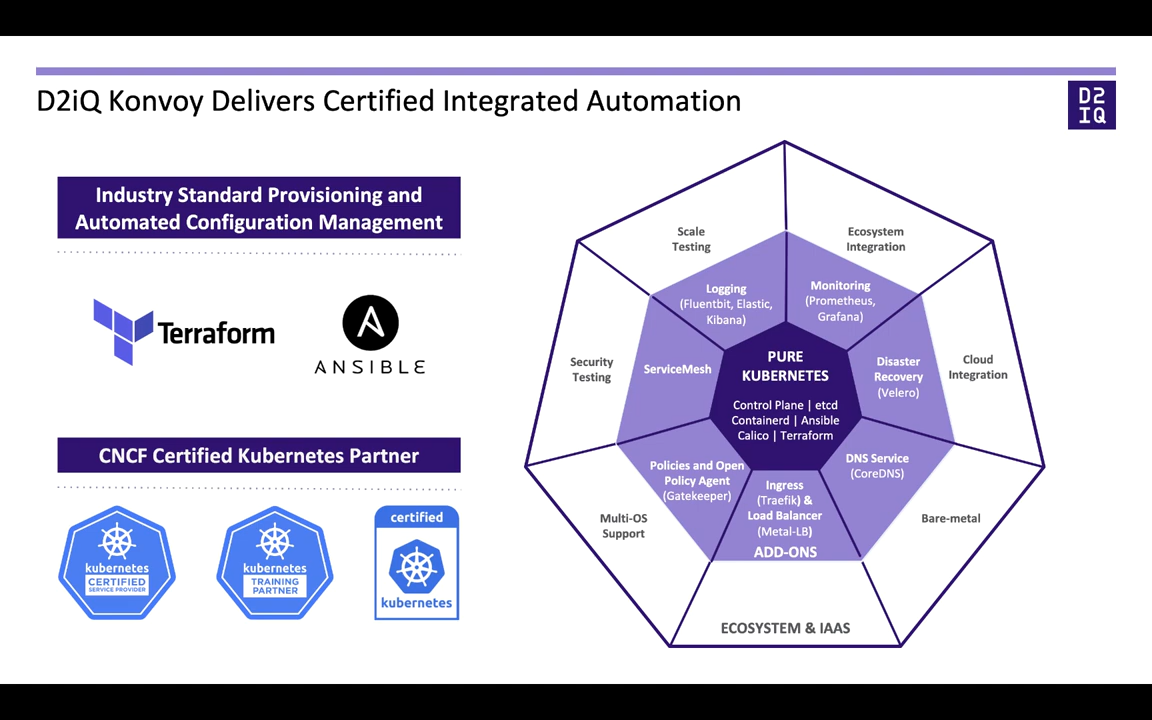 D2iQ Konvoy Delivers Certified Integrated Automation
D2
IQ
Industry Standard Provisioning and
Automated Configuration Management
Terraform
A
ANSIBLE
CNCF Certified Kubernetes Partner
kubernetes
CERTIFIED
SERVICE PROVIDER
kubernetes
TRAINING
PARTNER
certified
kubernetes
Scale
Testing
Ecosystem
Integration
Logging
(Fluentbit, Elastic,
Kibana)
Monitoring
(Prometheus,
Grafana)
Security
Testing
ServiceMesh
PURE
KUBERNETES
Control Plane | etcd
Containerd | Ansible
Calico | Terraform
Disaster
Recovery
(Velero)
Cloud
Integration
Policies and Open
Policy Agent
(Gatekeeper)
Ingress
(Traefik) &
Load Balancer
(Metal-LB)
ADD-ONS
DNS Service
(CoreDNS)
Multi-OS
Support
Bare-metal
ECOSYSTEM & IAAS